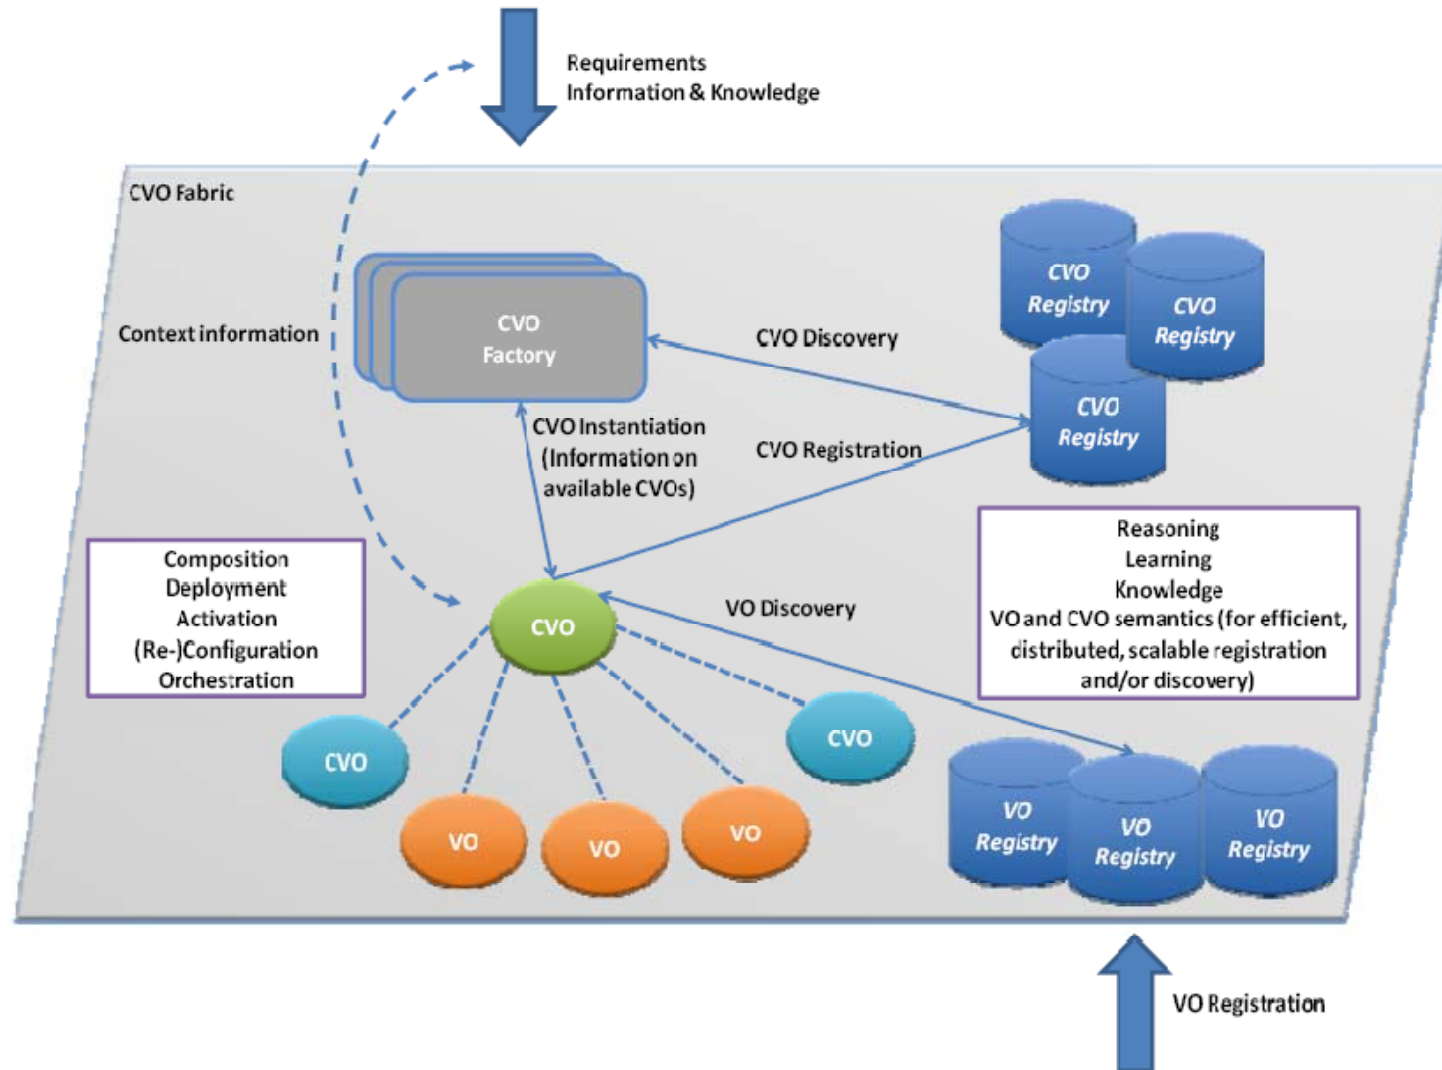 Requirements
Information & Knowledge
CVO Fabric
CVO
Registry
CVO
Registry
CVO
Factory
Context information
CVO Discovery
CVO
Registry
CVO Instantiation
(Information on
available CVOs)
CVO Registration
Composition
Deployment
Activation
(Re-)Configuration
Orchestration
Reasoning
Learning
Knowledge
VO and CVO semantics (for efficient,
distributed, scalable registration
and/or discovery)
VO Discovery
CVO
CVO
CVO
VO
VO
VO
VO
Registry
VO
Registry
VO
Registry
VO Registration